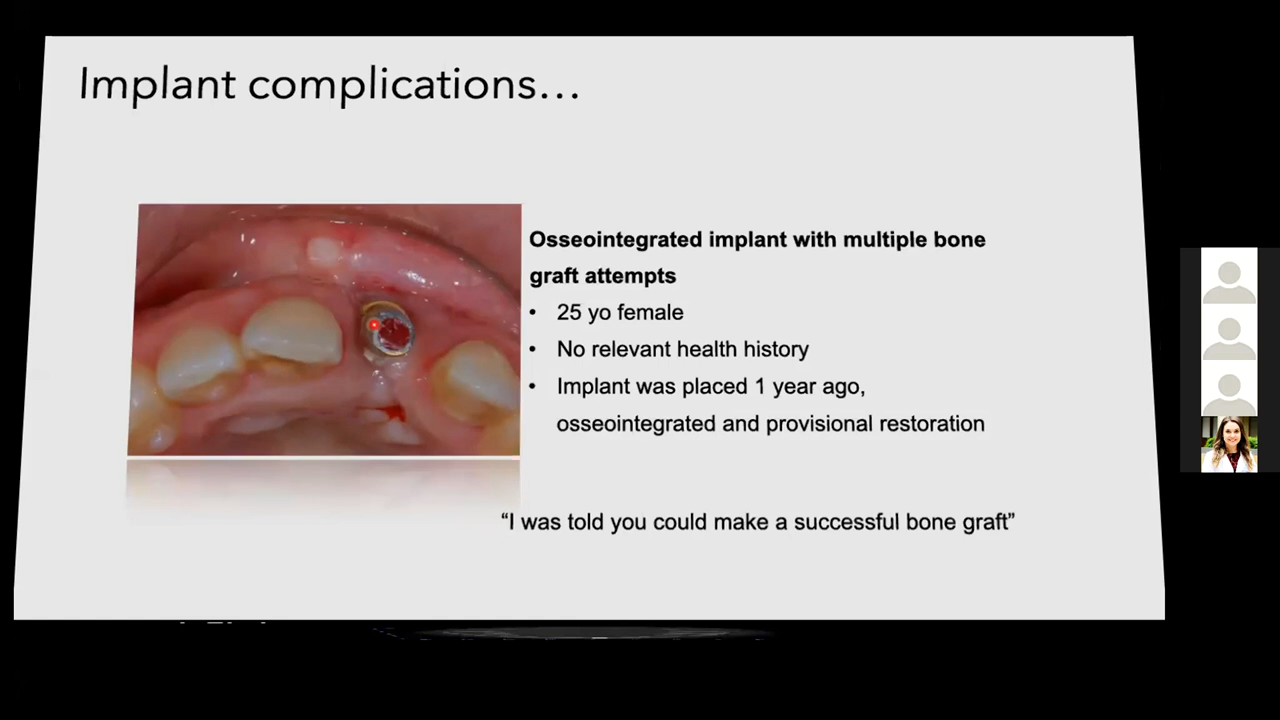 Implant complications…
Osseointegrated implant with multiple bone
graft attempts
• 25 yo female
• No relevant health history
• Implant was placed 1 year ago,
osseointegrated and provisional restoration
“I was told you could make a successful bone graft”